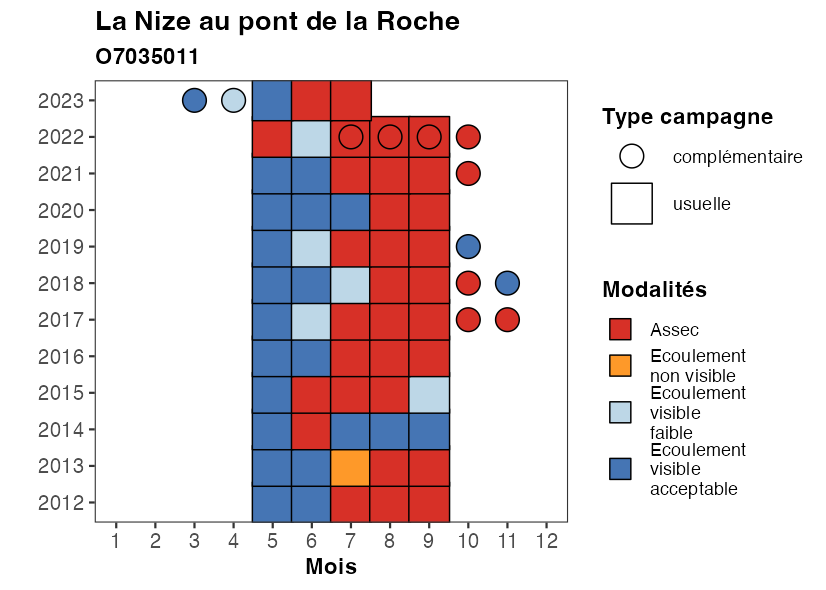 La Nize au pont de la Roche
O7035011
2023
2022
2021
2020
2019
2018
2017
2016
2015
2014
2013
2012
1 2 3 4 5 6 7 8 9 10 11 12
Mois
Type campagne
complémentaire
usuelle
Modalités
Assec
Ecoulement
non visible
Ecoulement
visible
faible
Ecoulement
visible
acceptable